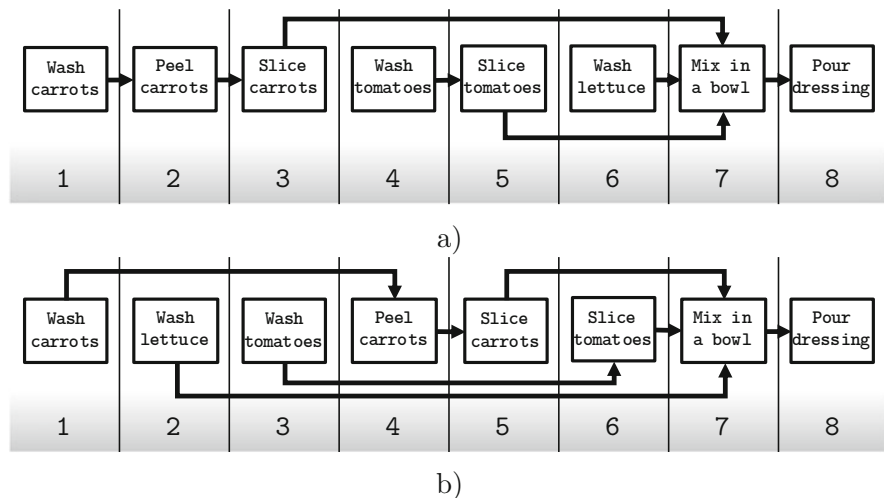 Wash carrots
Peel carrots
Slice carrots
Wash tomatoes
Slice tomatoes
Wash lettuce
Mix in a bowl
Pour dressing
1 2 3 4 5 6 7 8
a)
Wash carrots
Wash lettuce
Wash tomatoes
Peel carrots
Slice carrots
Slice tomatoes
Mix in a bowl
Pour dressing
1 2 3 4 5 6 7 8
b)